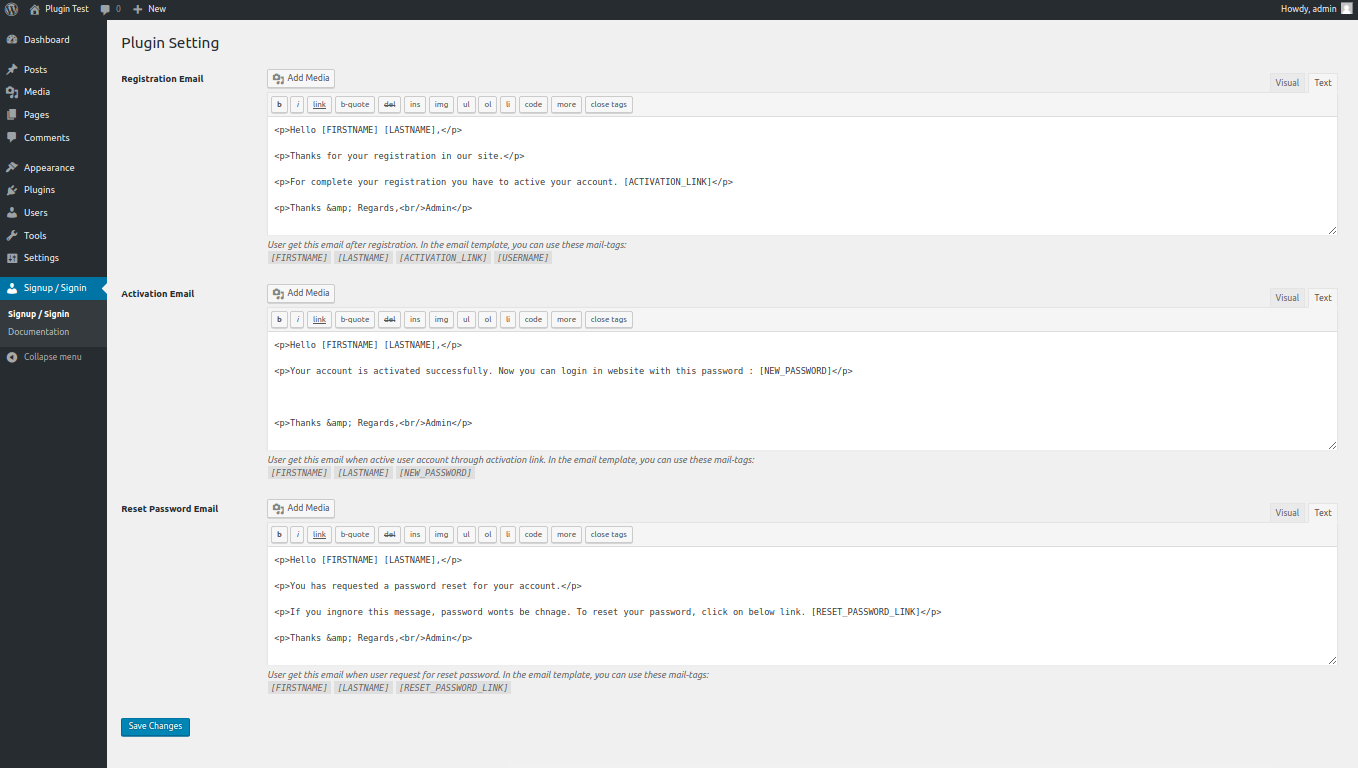 Plugin Test 0 New Howdy, admin
Dashboard
Posts
Media
Pages
Comments
Appearance
Plugins
Users
Tools
Settings
Signup / Signin
Signup / Signin
Documentation
Collapse menu
Plugin Setting
Registration Email
Add Media
Visual Text
b i link b-quote del ins img ul ol li code more close tags
<p>Hello [FIRSTNAME] [LASTNAME],</p>
<p>Thanks for your registration in our site.</p>
<p>For complete your registration you have to active your account. [ACTIVATION_LINK]</p>
<p>Thanks &amp; Regards,<br/>Admin</p>
User get this email after registration. In the email template, you can use these mail-tags:
[FIRSTNAME] [LASTNAME] [ACTIVATION_LINK] [USERNAME]
Activation Email
Add Media
Visual Text
b i link b-quote del ins img ul ol li code more close tags
<p>Hello [FIRSTNAME] [LASTNAME],</p>
<p>Your account is activated successfully. Now you can login in website with this password : [NEW_PASSWORD]</p>
<p>Thanks &amp; Regards,<br/>Admin</p>
User get this email when active user account through activation link. In the email template, you can use these mail-tags:
[FIRSTNAME] [LASTNAME] [NEW_PASSWORD]
Reset Password Email
Add Media
Visual Text
b i link b-quote del ins img ul ol li code more close tags
<p>Hello [FIRSTNAME] [LASTNAME],</p>
<p>You has requested a password reset for your account.</p>
<p>If you ingnore this message, password wonts be chnage. To reset your password, click on below link. [RESET_PASSWORD_LINK]</p>
<p>Thanks &amp; Regards,<br/>Admin</p>
User get this email when user request for reset password. In the email template, you can use these mail-tags:
[FIRSTNAME] [LASTNAME] [RESET_PASSWORD_LINK]
Save Changes